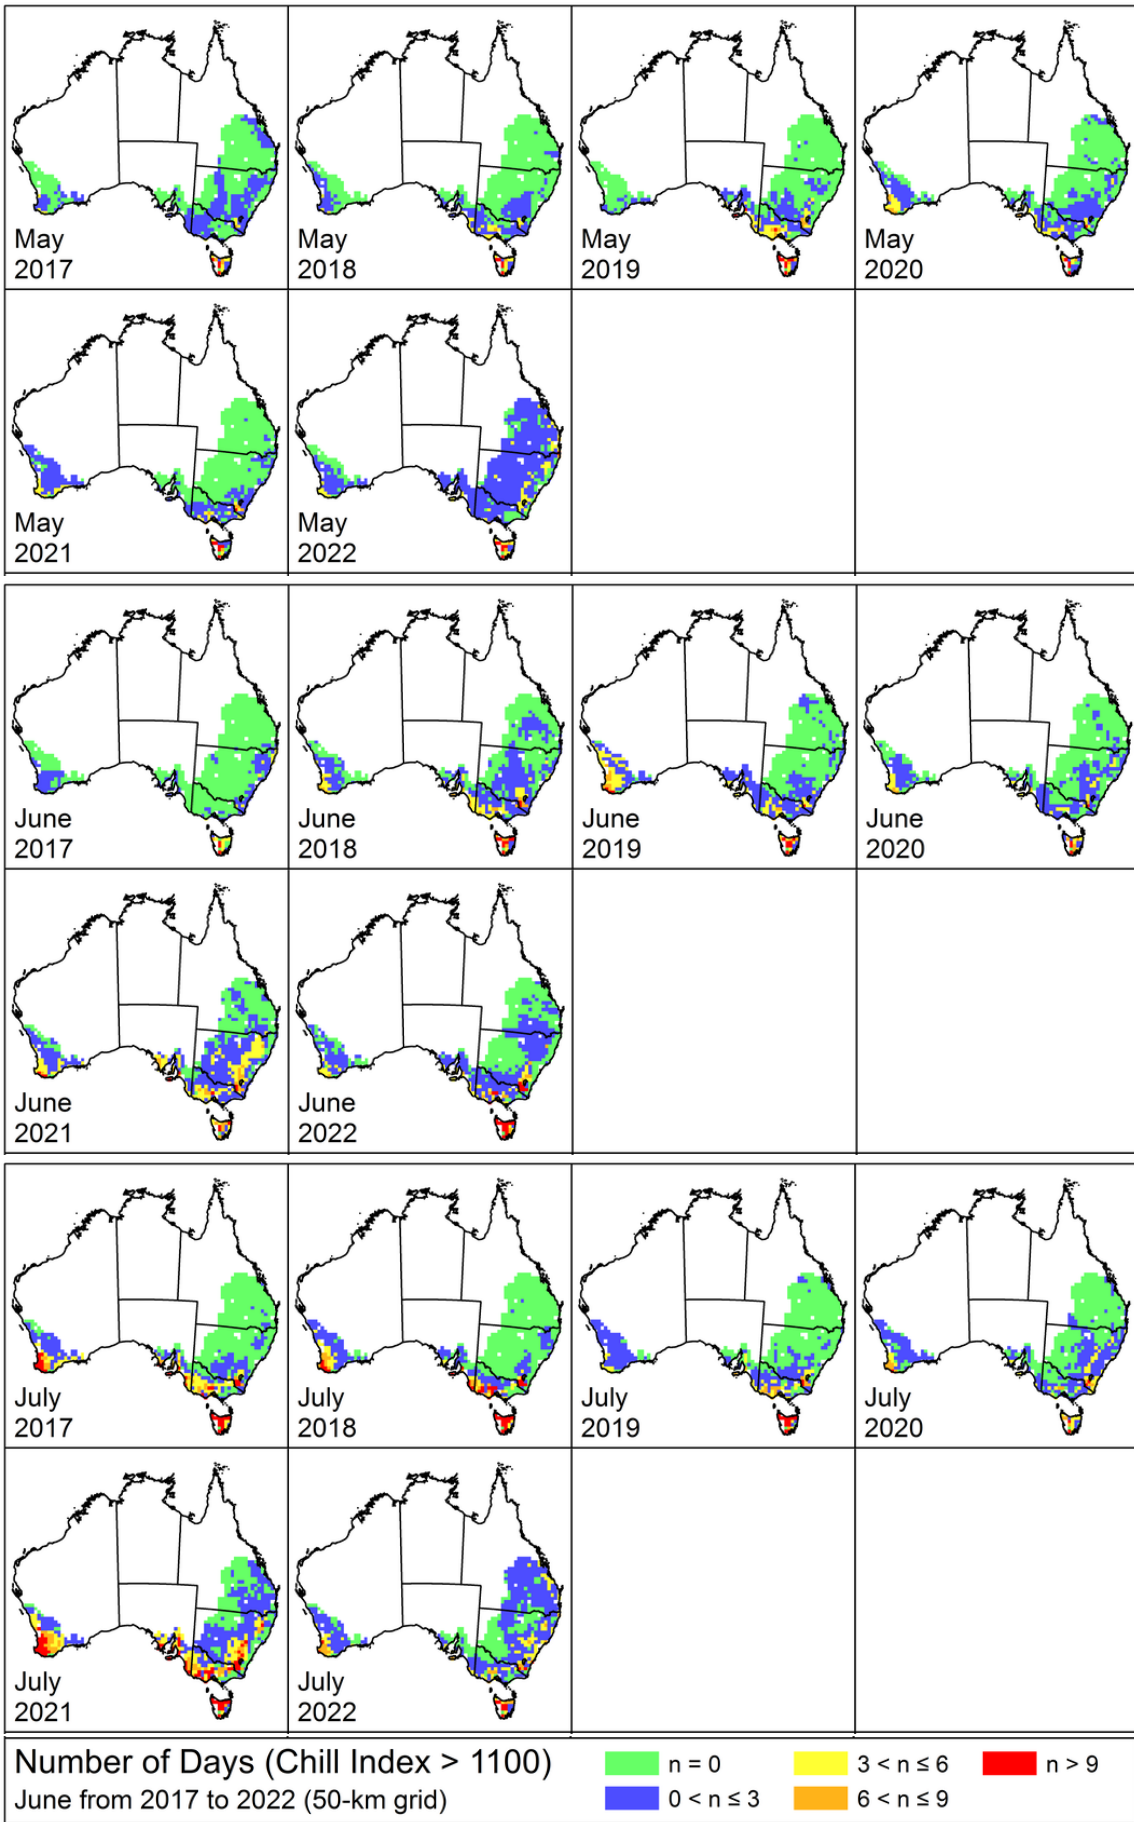 May
2017
May
2018
May
2019
May
2020
May
2021
May
2022
June
2017
June
2018
June
2019
June
2020
June
2021
June
2022
July
2017
July
2018
July
2019
July
2020
July
2021
July
2022
Number of Days (Chill Index > 1100)
June from 2017 to 2022 (50-km grid)
n = 0
3 < n ≤ 6
n > 9
0 < n ≤ 3
6 < n ≤ 9